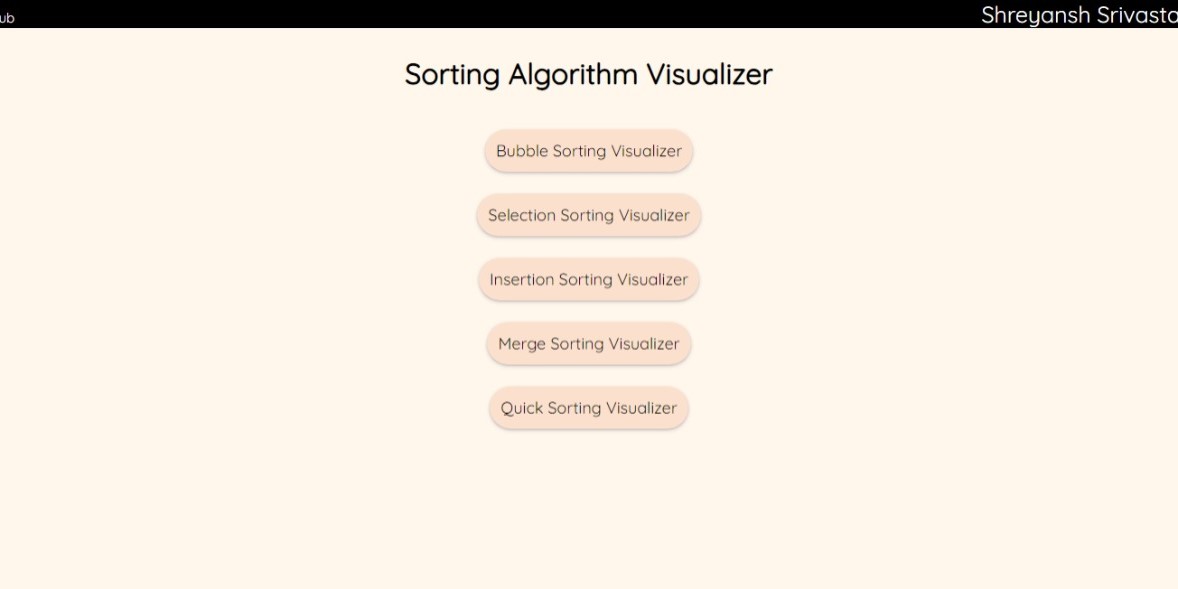 ub
Shreyansh Srivasta
Sorting Algorithm Visualizer
Bubble Sorting Visualizer
Selection Sorting Visualizer
Insertion Sorting Visualizer
Merge Sorting Visualizer
Quick Sorting Visualizer